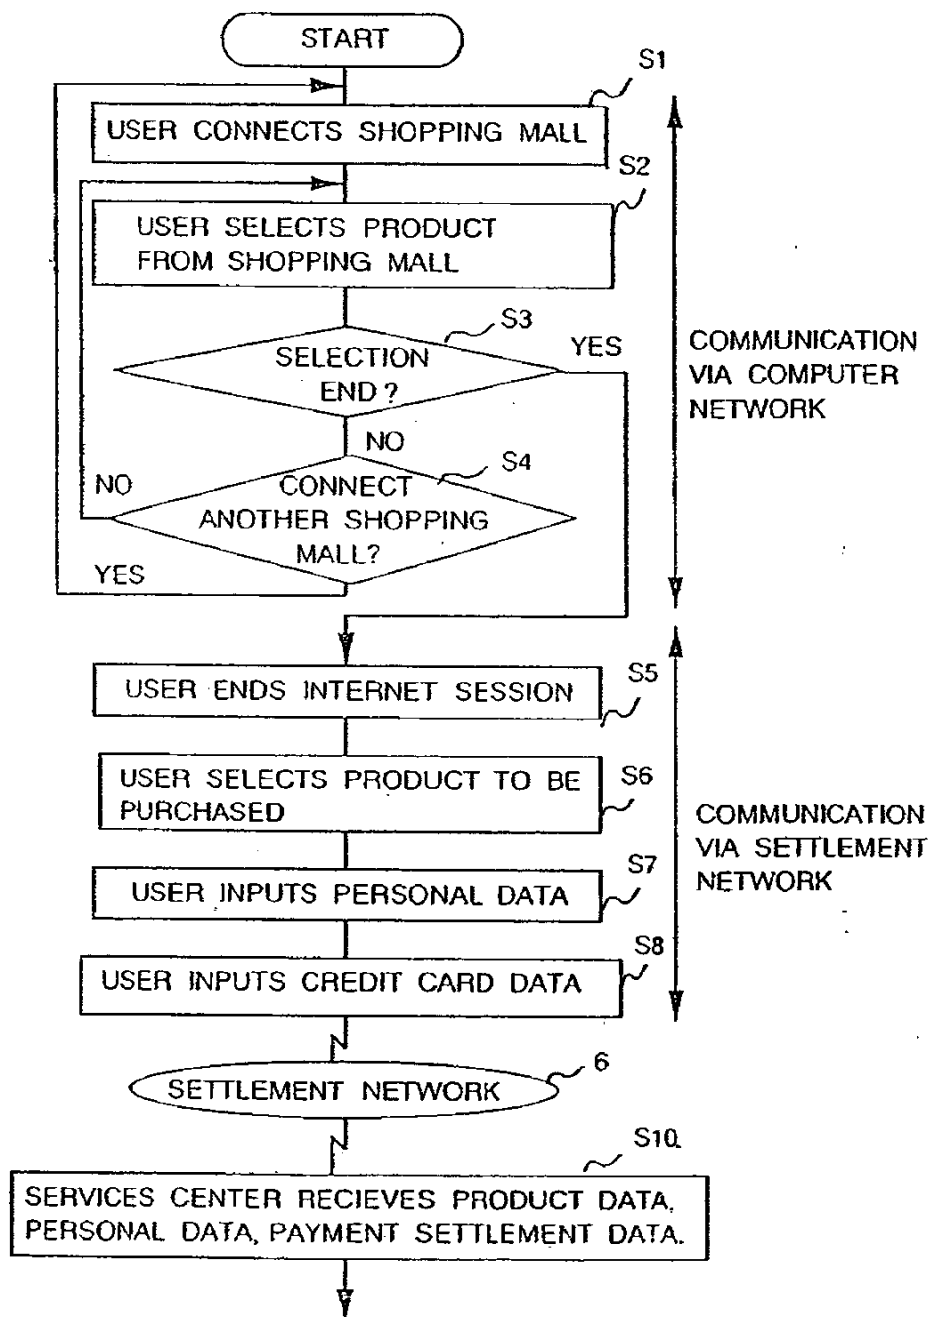 START
S1
USER CONNECTS SHOPPING MALL
S2
USER SELECTS PRODUCT
FROM SHOPPING MALL
S3
SELECTION
END?
YES
COMMUNICATION
VIA COMPUTER
NETWORK
NO
S4
CONNECT
ANOTHER SHOPPING
MALL?
NO
YES
S5
USER ENDS INTERNET SESSION
S6
USER SELECTS PRODUCT TO BE
PURCHASED
COMMUNICATION
VIA SETTLEMENT
NETWORK
S7
USER INPUTS PERSONAL DATA
S8
USER INPUTS CREDIT CARD DATA
6
SETTLEMENT NETWORK
S10
SERVICES CENTER RECIEVES PRODUCT DATA,
PERSONAL DATA, PAYMENT SETTLEMENT DATA.